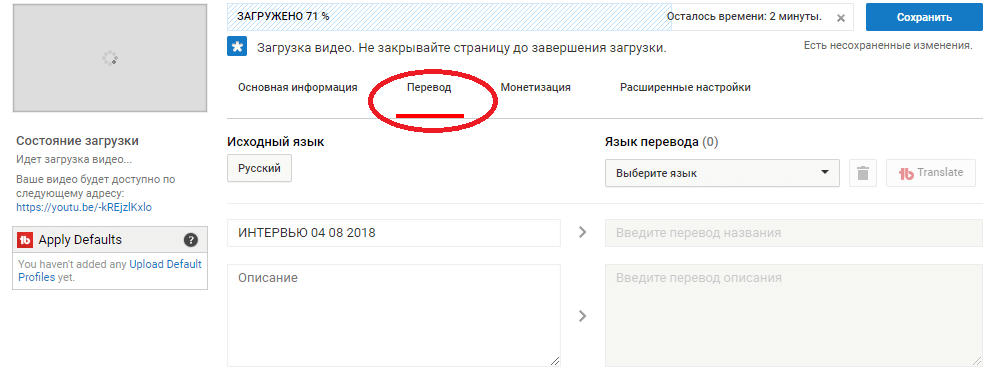 ЗАГРУЖЕНО 71 %
Осталось времени: 2 минуты.
Сохранить
Загрузка видео. Не закрывайте страницу до завершения загрузки.
Есть несохраненные изменения.
Основная информация
Перевод
Монетизация
Расширенные настройки
Состояние загрузки
Идет загрузка видео...
Ваше видео будет доступно по
следующему адресу:
https://youtu.be/-kREjzlKxlo
Apply Defaults ?
You haven't added any Upload Default
Profiles yet.
Исходный язык
Русский
Язык перевода (0)
Выберите язык
tb Translate
ИНТЕРВЬЮ 04 08 2018
Введите перевод названия
Описание
Введите перевод описания